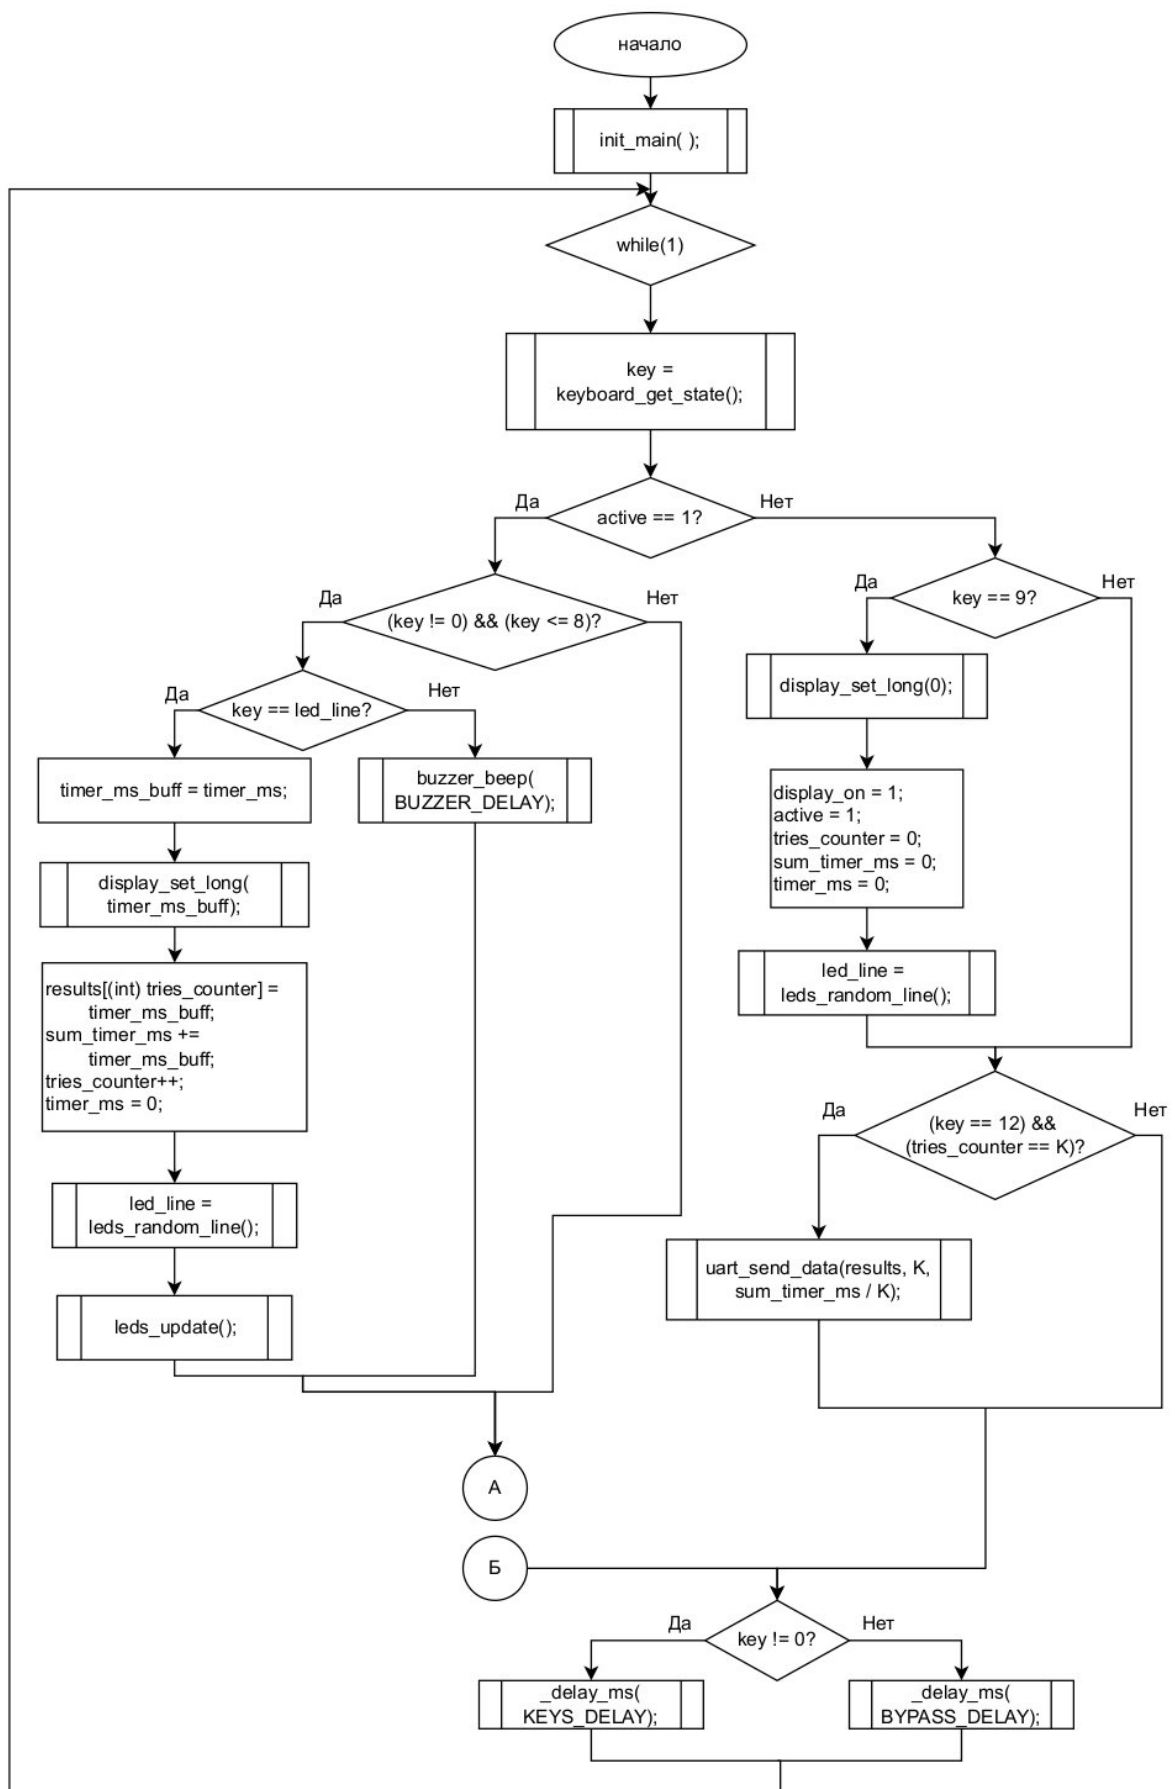 начало
init_main( );
while(1)
key =
keyboard_get_state();
active == 1?
Да
Нет
(key != 0) && (key <= 8)?
Да
Нет
key == led_line?
Да
Нет
timer_ms_buff = timer_ms;
buzzer_beep(
BUZZER_DELAY);
display_set_long(
timer_ms_buff);
results[(int) tries_counter] =
timer_ms_buff;
sum_timer_ms +=
timer_ms_buff;
tries_counter++;
timer_ms = 0;
led_line =
leds_random_line();
leds_update();
key == 9?
Да
Нет
display_set_long(0);
display_on = 1;
active = 1;
tries_counter = 0;
sum_timer_ms = 0;
timer_ms = 0;
led_line =
leds_random_line();
(key == 12) &&
(tries_counter == K)?
Да
Нет
uart_send_data(results, K,
sum_timer_ms / K);
А
Б
key != 0?
Да
Нет
_delay_ms(
KEYS_DELAY);
_delay_ms(
BYPASS_DELAY);